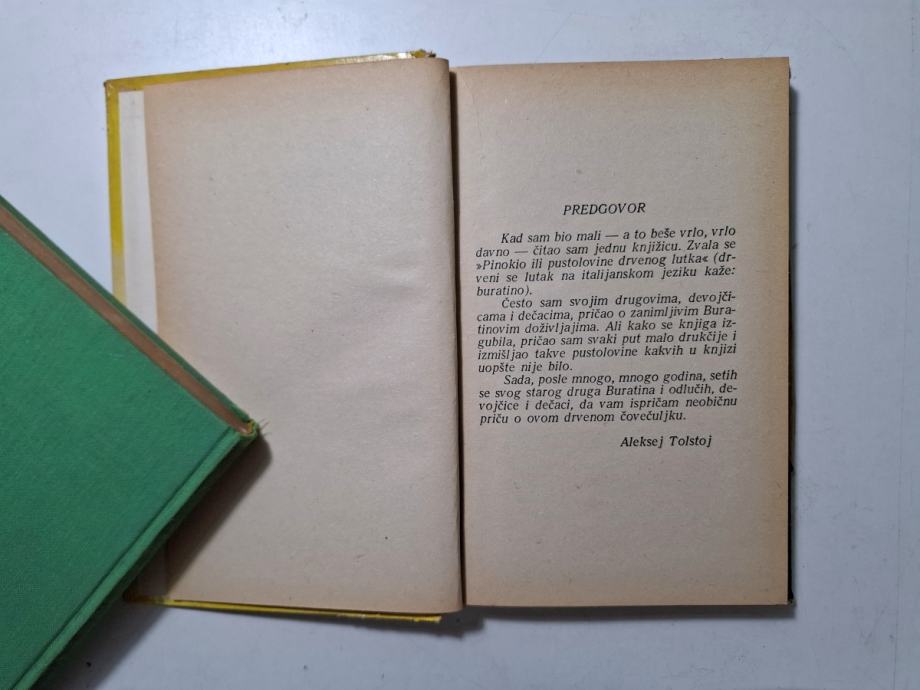 PREDGOVOR
Kad sam bio mali — a to beše vrlo, vrlo
davno — čitao sam jednu knjižicu. Zvala se
»Pinokio ili pustolovine drvenog lutka« (dr-
veni se lutak na italijanskom jeziku kaže:
buratino).
Često sam svojim drugovima, devojči-
cama i dečacima, pričao o zanimljivim Bura-
tinovim doživljajima. Ali kako se knjiga iz-
gubila, pričao sam svaki put malo drukčije i
izmišljao takve pustolovine kakvih u knjizi
uopšte nije bilo.
Sada, posle mnogo, mnogo godina, setih
se svog starog druga Buratina i odlučih, de-
vojčice i dečaci, da vam ispričam neobičnu
priču o ovom drvenom čovečuljku.
Aleksej Tolstoj